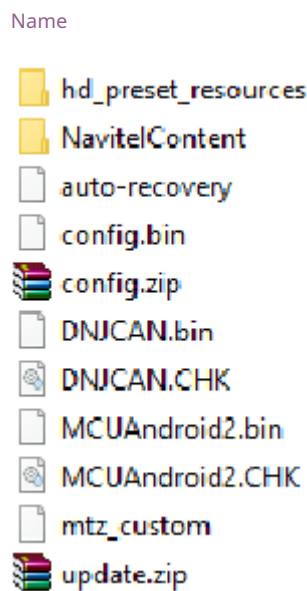 Name
hd_preset_resources
NavitelContent
auto-recovery
config.bin
config.zip
DNJCAN.bin
DNJCAN.CHK
MCUAndroid2.bin
MCUAndroid2.CHK
mtz_custom
update.zip